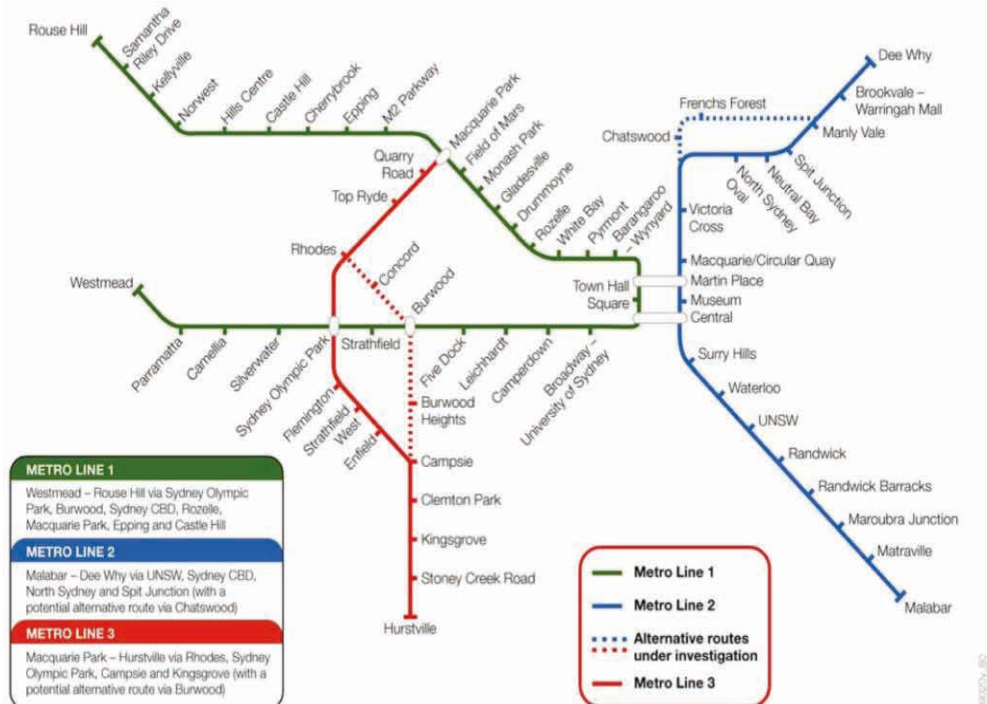 Rouse Hill
Samantha
Riley Drive
Kellyville
Norwest
Hills Centre
Castle Hill
Cherrybrook
Epping
M2 Parkway
Macquarie Park
Field of Mars
Monash Park
Gladesville
Drummoyne
Rozelle
White Bay
Pyrmont
Barangaroo
– Wynyard
Town Hall
Square
Quarry
Road
Top Ryde
Rhodes
Concord
Burwood
Westmead
Parramatta
Camellia
Silverwater
Sydney Olympic Park
Strathfield
Five Dock
Leichhardt
Camperdown
Broadway –
University of Sydney
Flemington
Strathfield
West
Enfield
Burwood
Heights
Campsie
Clemton Park
Kingsgrove
Stoney Creek Road
Hurstville
Dee Why
Brookvale –
Warringah Mall
Manly Vale
Frenchs Forest
Chatswood
Spit Junction
Neutral Bay
North Sydney
Oval
Victoria
Cross
Macquarie/Circular Quay
Martin Place
Museum
Central
Surry Hills
Waterloo
UNSW
Randwick
Randwick Barracks
Maroubra Junction
Matraville
Malabar
METRO LINE 1
Westmead – Rouse Hill via Sydney Olympic
Park, Burwood, Sydney CBD, Rozelle,
Macquarie Park, Epping and Castle Hill
METRO LINE 2
Malabar – Dee Why via UNSW, Sydney CBD,
North Sydney and Spit Junction (with a
potential alternative route via Chatswood)
METRO LINE 3
Macquarie Park – Hurstville via Rhodes, Sydney
Olympic Park, Campsie and Kingsgrove (with a
potential alternative route via Burwood)
Metro Line 1
Metro Line 2
Alternative routes
under investigation
Metro Line 3